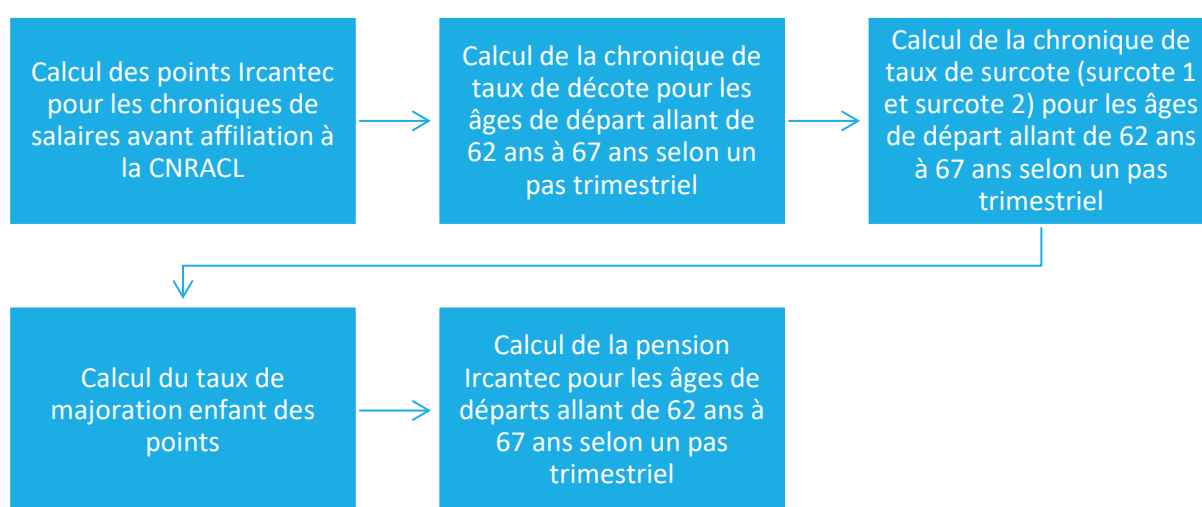 Calcul des points Ircantec
pour les chroniques de
salaires avant affiliation à
la CNRACL
Calcul de la chronique de
taux de décote pour les
âges de départ allant de
62 ans à 67 ans selon un
pas trimestriel
Calcul de la chronique de
taux de surcote (surcote 1
et surcote 2) pour les âges
de départ allant de 62 ans
à 67 ans selon un pas
trimestriel
Calcul du taux de
majoration enfant des
points
Calcul de la pension
Ircantec pour les âges de
départs allant de 62 ans à
67 ans selon un pas
trimestriel